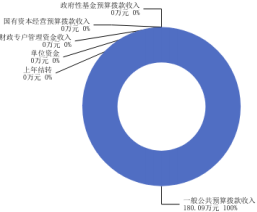 政府性基金预算拨款收入
0万元 0%
国有资本经营预算拨款收入
0万元 0%
财政专户管理资金收入
0万元 0%
单位资金
0万元 0%
上年结转
0万元 0%
一般公共预算拨款收入
180.09万元 100%